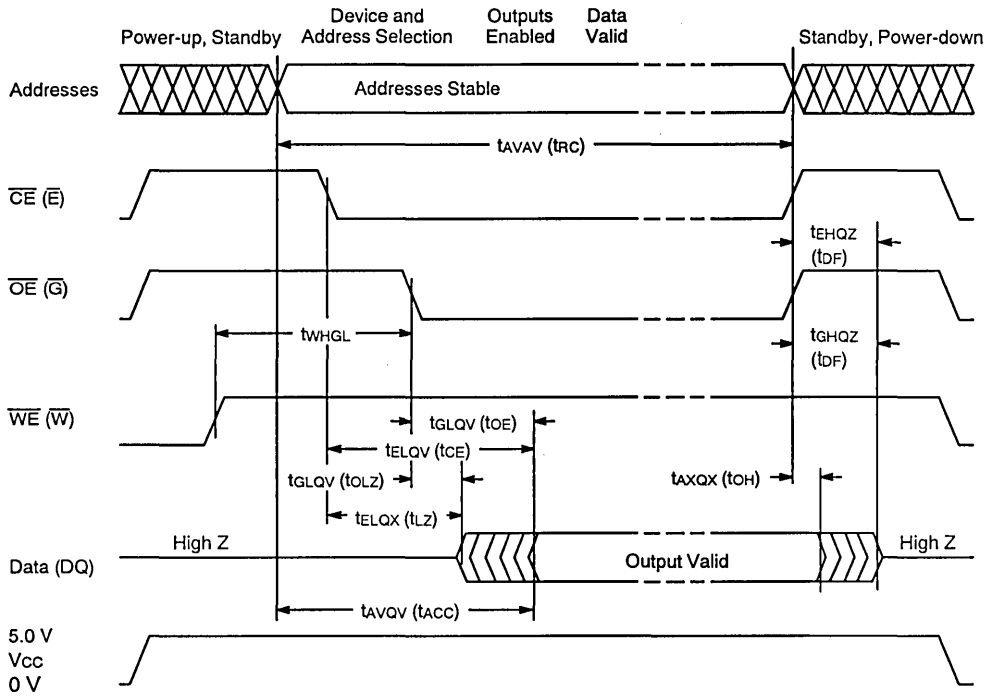 Power-up, Standby
Device and
Address Selection
Outputs
Enabled
Data
Valid
Standby, Power-down
Addresses
Addresses Stable
tAVAV (tRC)
CE (E)
tEHQZ
(tDF)
OE (G)
tWHGL
tGHQZ
(tDF)
WE (W)
tGLQV (tOE)
tELQV (tCE)
tGLQV (tOLZ)
tAXQX (tOH)
tELQX (tLZ)
High Z
Output Valid
High Z
Data (DQ)
tAVQV (tACC)
5.0 V
VCC
0 V